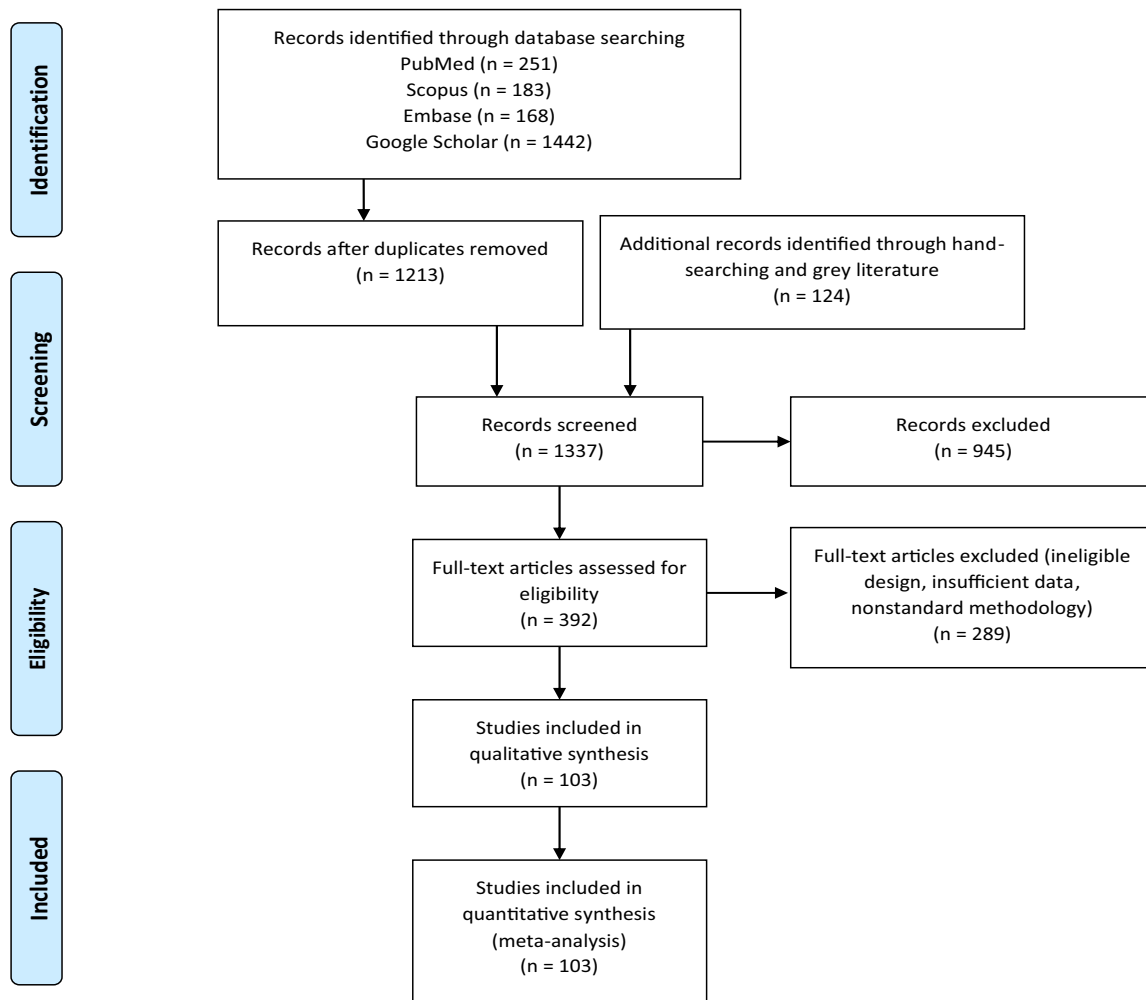 Identification
Records identified through database searching
PubMed (n = 251)
Scopus (n = 183)
Embase (n = 168)
Google Scholar (n = 1442)
Records after duplicates removed
(n = 1213)
Additional records identified through hand-
searching and grey literature
(n = 124)
Screening
Records screened
(n = 1337)
Records excluded
(n = 945)
Eligibility
Full-text articles assessed for
eligibility
(n = 392)
Full-text articles excluded (ineligible
design, insufficient data,
nonstandard methodology)
(n = 289)
Studies included in
qualitative synthesis
(n = 103)
Included
Studies included in
quantitative synthesis
(meta-analysis)
(n = 103)